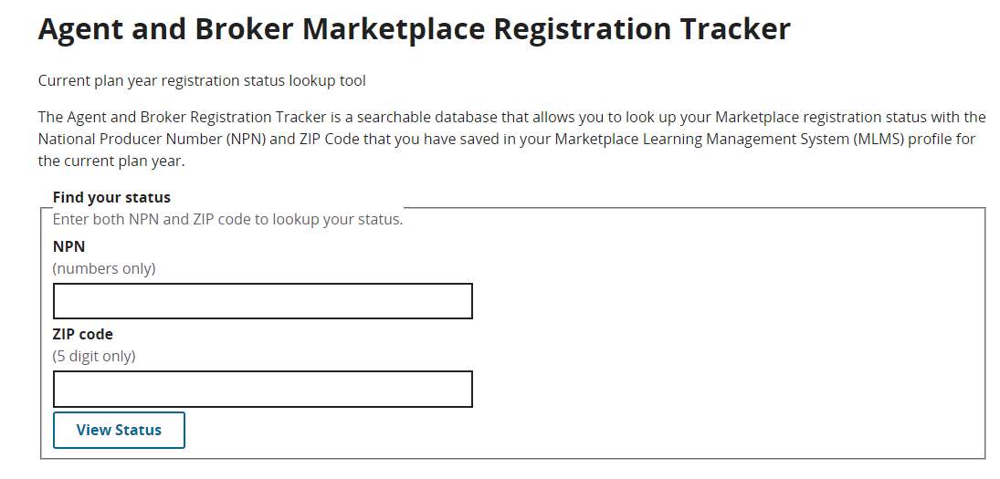 Agent and Broker Marketplace Registration Tracker
Current plan year registration status lookup tool
The Agent and Broker Registration Tracker is a searchable database that allows you to look up your Marketplace registration status with the
National Producer Number (NPN) and ZIP Code that you have saved in your Marketplace Learning Management System (MLMS) profile for
the current plan year.
Find your status
Enter both NPN and ZIP code to lookup your status.
NPN
(numbers only)
ZIP code
(5 digit only)
View Status